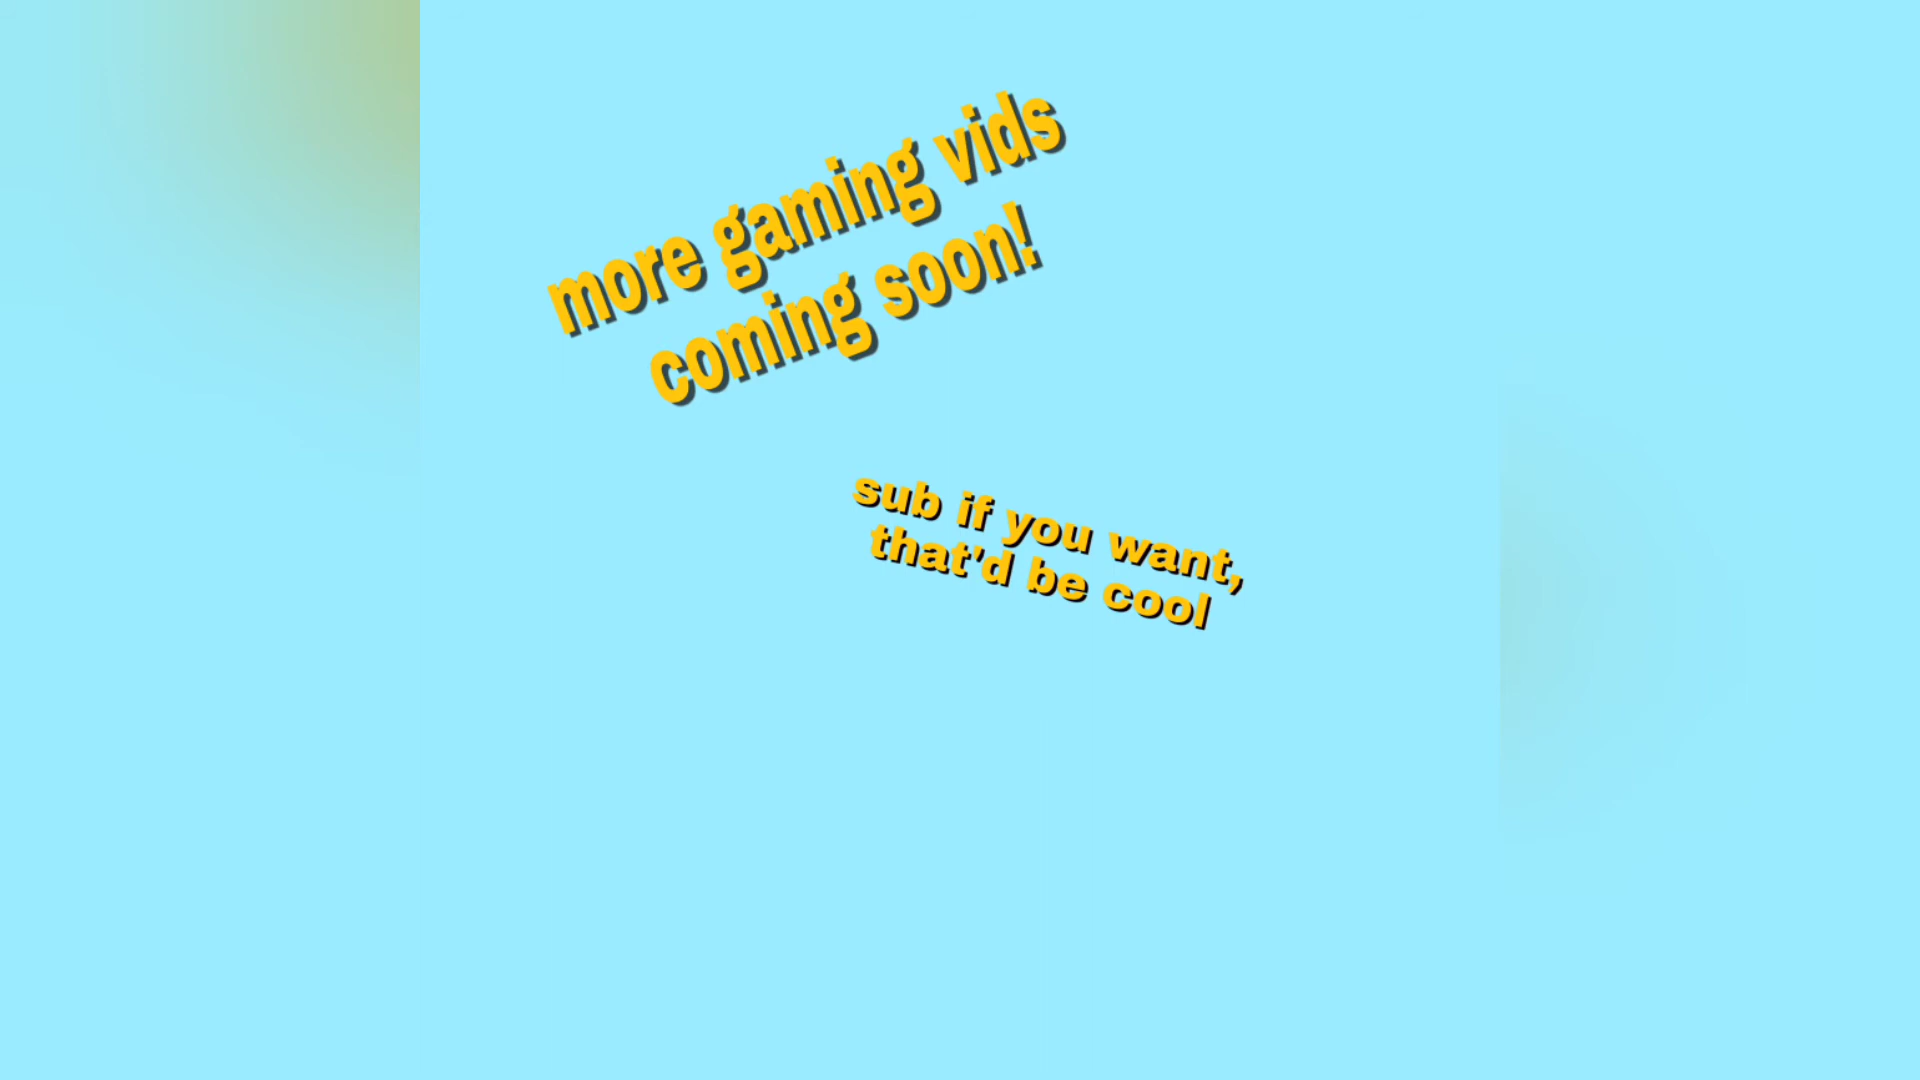 more gaming vids
coming soon!
sub if you want,
that'd be cool